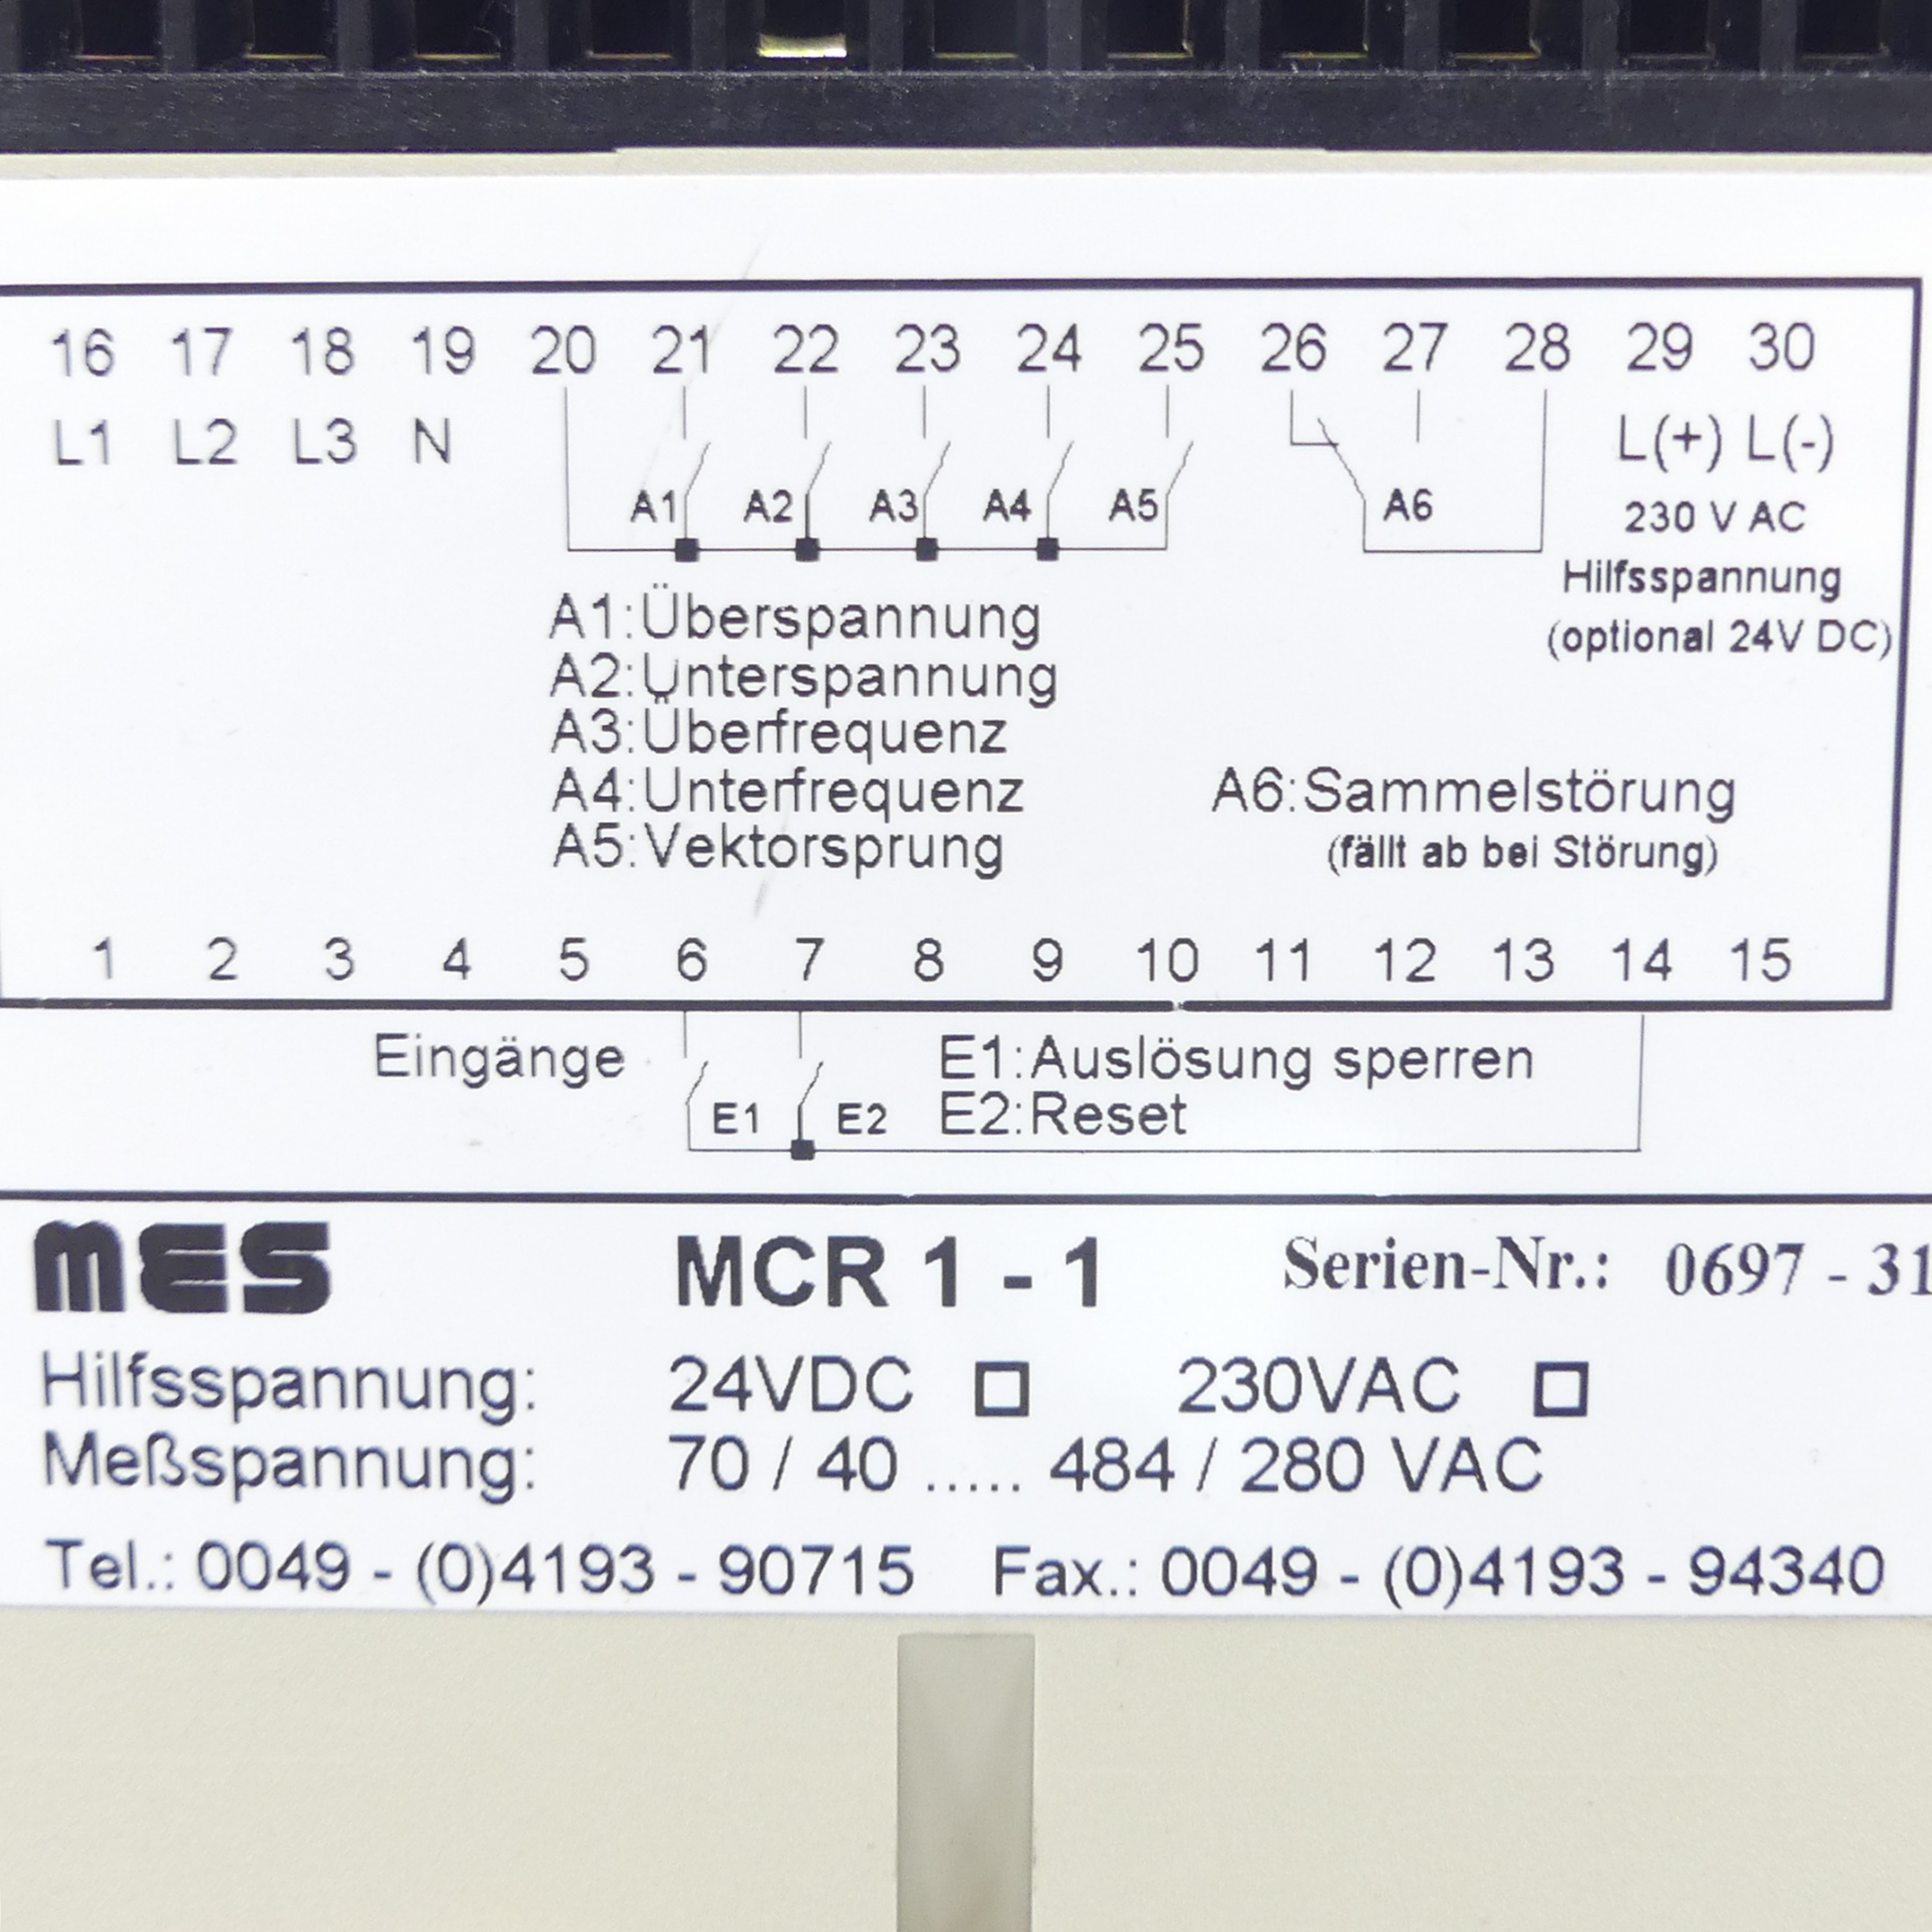 16 17 18 19 20 21 22 23 24 25 26 27 28 29 30
L1 L2 L3 N L(+) L(-)
A1 A2 A3 A4 A5 A6 230 V AC
Hilfsspannung
(optional 24V DC)
A1:Überspannung
A2:Unterspannung
A3:Überfrequenz
A4:Unterfrequenz A6:Sammelstörung
A5:Vektorsprung (fällt ab bei Störung)
1 2 3 4 5 6 7 8 9 10 11 12 13 14 15
Eingänge E1:Auslösung sperren
E1 E2 E2:Reset
MES MCR 1 - 1 Serien-Nr.: 0697 - 31
Hilfsspannung: 24VDC 230VAC
Meßspannung: 70 / 40 ..... 484 / 280 VAC
Tel.: 0049 - (0)4193 - 90715 Fax.: 0049 - (0)4193 - 94340